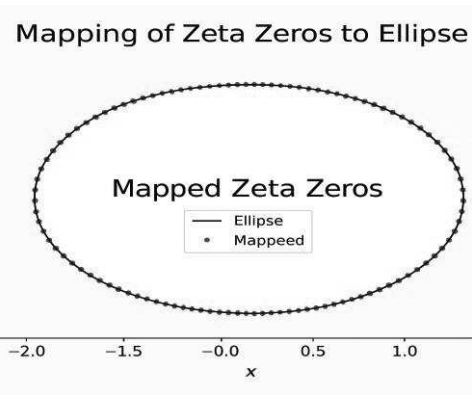 Mapping of Zeta Zeros to Ellipse
Mapped Zeta Zeros
Ellipse
Mappeed
−2.0 −1.5 −0.0 0.5 1.0
x